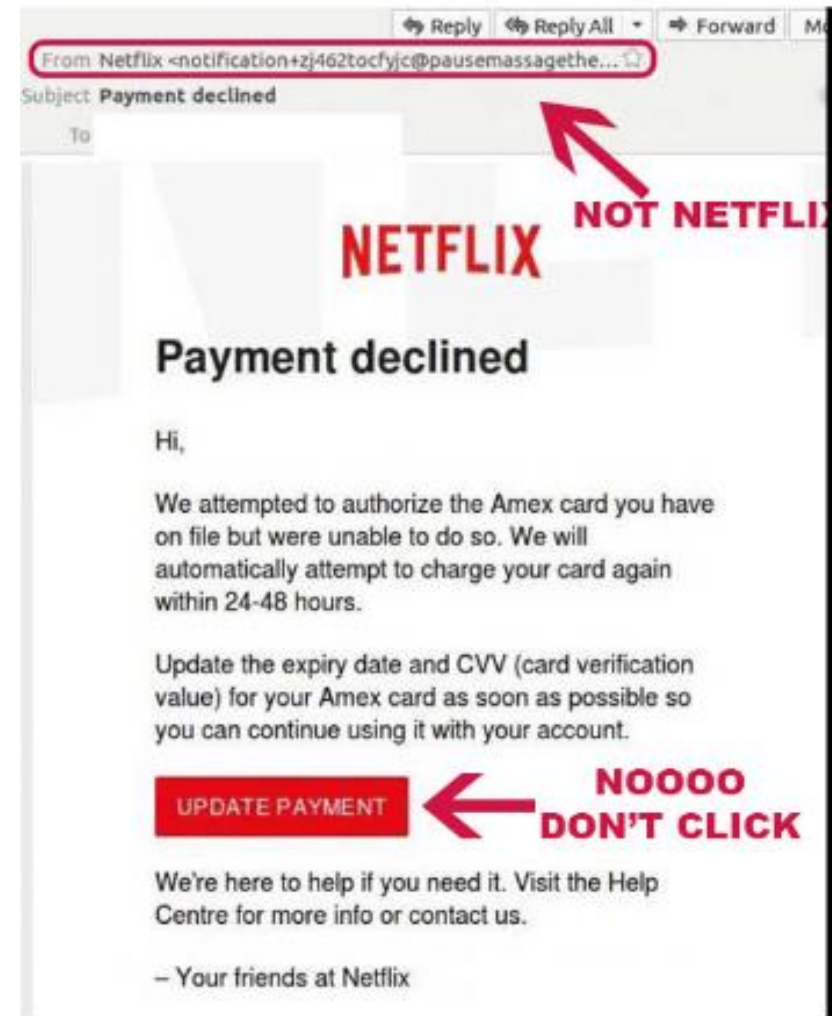 Reply Reply All Forward
From Netflix <notification+zj462tocfyjc@pausemassagethe...
Subject Payment declined
To
NOT NETFLI
NETFLIX
Payment declined
Hi,
We attempted to authorize the Amex card you have
on file but were unable to do so. We will
automatically attempt to charge your card again
within 24-48 hours.
Update the expiry date and CVV (card verification
value) for your Amex card as soon as possible so
you can continue using it with your account.
UPDATE PAYMENT
NOOOO
DON'T CLICK
We're here to help if you need it. Visit the Help
Centre for more info or contact us.
– Your friends at Netflix